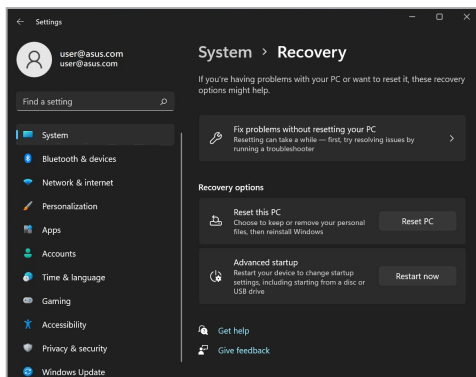 Settings
user@asus.com
user@asus.com
Find a setting
System
Bluetooth & devices
Network & internet
Personalization
Apps
Accounts
Time & language
Gaming
Accessibility
Privacy & security
Windows Update
System > Recovery
If you're having problems with your PC or want to reset it, these recovery
options might help.
Fix problems without resetting your PC
Resetting can take a while — first, try resolving issues by
running a troubleshooter
Recovery options
Reset this PC
Choose to keep or remove your personal
files, then reinstall Windows
Reset PC
Advanced startup
Restart your device to change startup
settings, including starting from a disc or
USB drive
Restart now
Get help
Give feedback